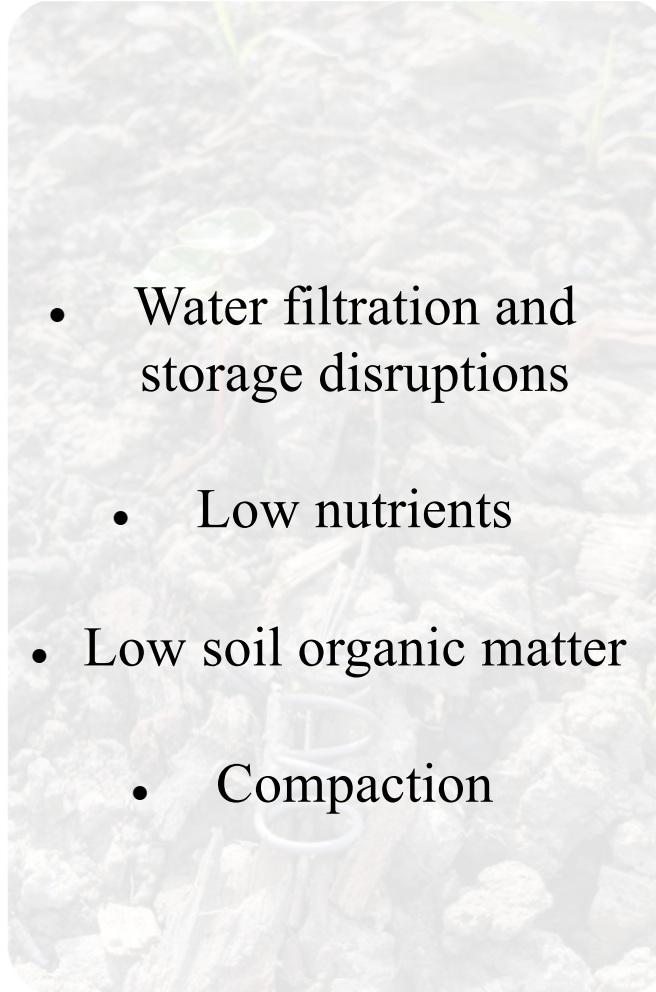 • Water filtration and
storage disruptions
• Low nutrients
• Low soil organic matter
• Compaction